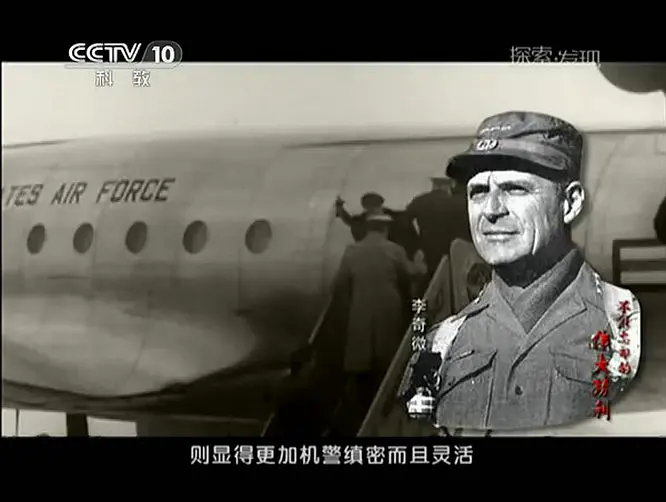 CCTV 10
科教
探索·发现
TES AIR FORCE
李奇微
不能忘却的
伟大胜利
则显得更加机警缜密而且灵活